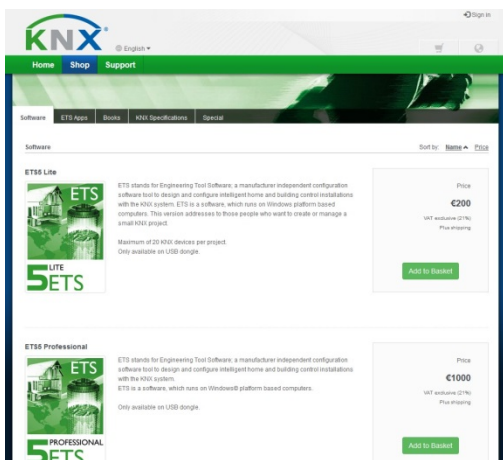 Sign in
KNX®
English
Home Shop Support
Software ETS Apps Books KNX Specifications Special
Software
Sort by: Name Price
ETS5 Lite
ETS
LITE
5ETS
ETS stands for Engineering Tool Software; a manufacturer independent configuration
software tool to design and configure intelligent home and building control installations
with the KNX system. ETS is a software, which runs on Windows platform based
computers. This version addresses to those people who want to create or manage a
small KNX project.
Maximum of 20 KNX devices per project.
Only available on USB dongle.
Price
€200
VAT exclusive (21%)
Plus shipping
Add to Basket
ETS5 Professional
ETS
PROFESSIONAL
5ETS
ETS stands for Engineering Tool Software; a manufacturer independent configuration
software tool to design and configure intelligent home and building control installations
with the KNX system.
ETS is a software, which runs on Windows® platform based computers.
Only available on USB dongle.
Price
€1000
VAT exclusive (21%)
Plus shipping
Add to Basket